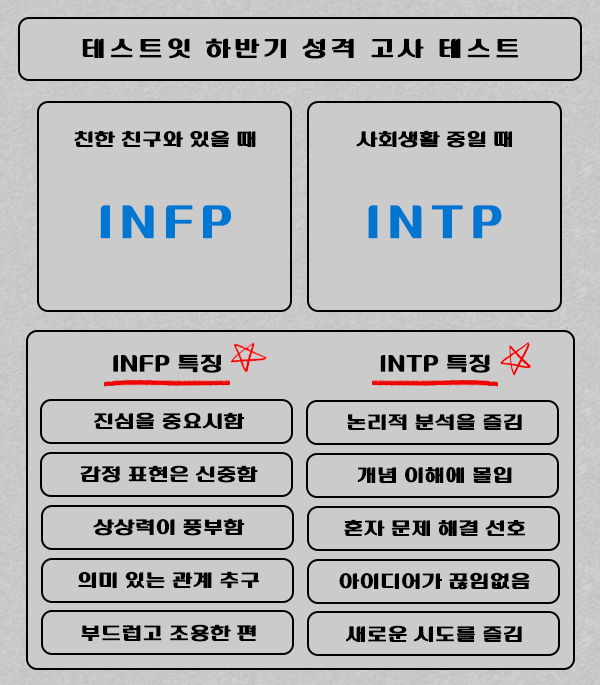 테스트잇 하반기 성격 고사 테스트
친한 친구와 있을 때
INFP
사회생활 중일 때
INTP
INFP 특징
진심을 중요시함
감정 표현은 신중함
상상력이 풍부함
의미 있는 관계 추구
부드럽고 조용한 편
INTP 특징
논리적 분석을 즐김
개념 이해에 몰입
혼자 문제 해결 선호
아이디어가 끊임없음
새로운 시도를 즐김